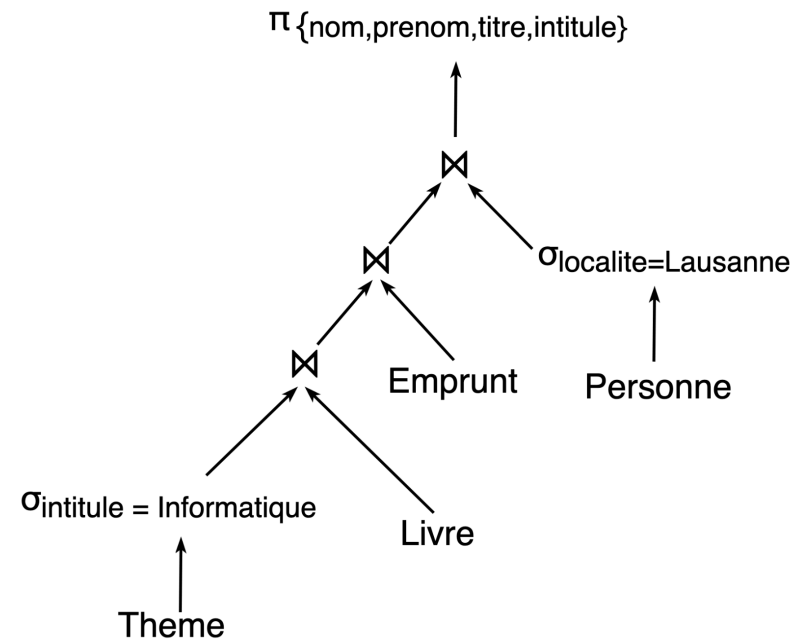 π {nom,prenom,titre,intitule}
⋈
⋈
σlocalite=Lausanne
⋈
Emprunt
Personne
σintitule = Informatique
Livre
Theme